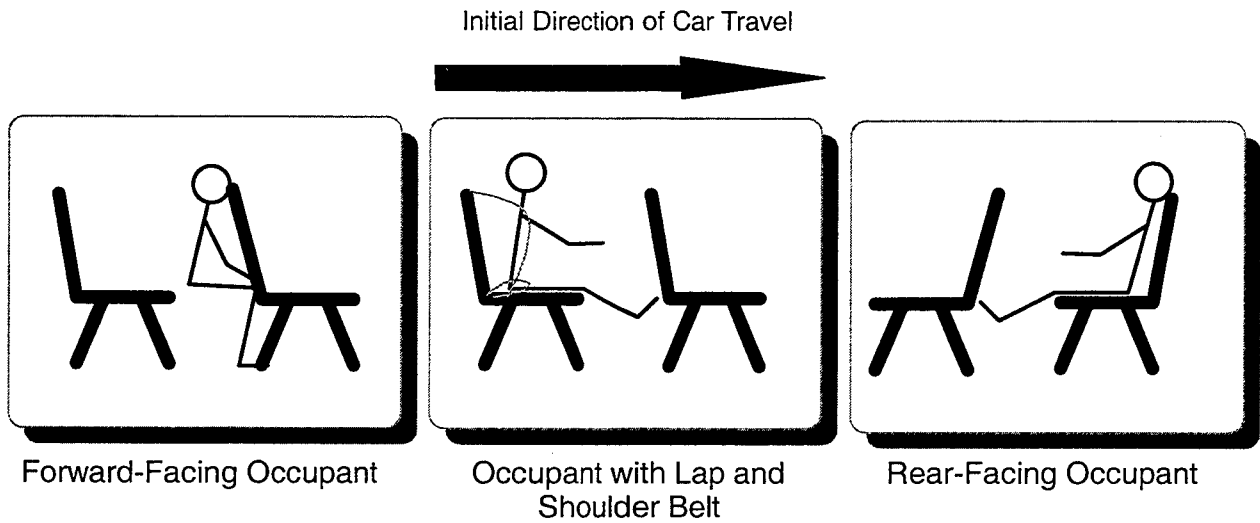 Initial Direction of Car Travel
Forward-Facing Occupant
Occupant with Lap and
Shoulder Belt
Rear-Facing Occupant